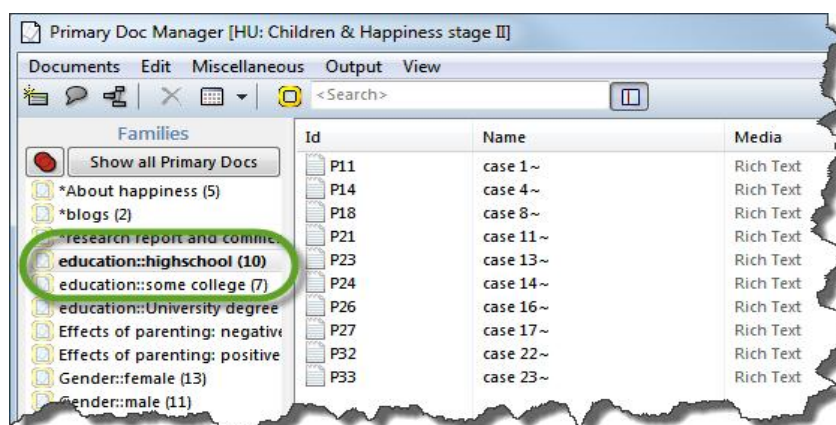 Primary Doc Manager [HU: Children & Happiness stage II]
Documents Edit Miscellaneous Output View
<Search>
Families
Show all Primary Docs
*About happiness (5)
*blogs (2)
*research report and comme
education::highschool (10)
education::some college (7)
education::University degree
Effects of parenting: negative
Effects of parenting: positive
Gender::female (13)
Gender::male (11)
Id Name Media
P11 case 1~ Rich Text
P14 case 4~ Rich Text
P18 case 8~ Rich Text
P21 case 11~ Rich Text
P23 case 13~ Rich Text
P24 case 14~ Rich Text
P26 case 16~ Rich Text
P27 case 17~ Rich Text
P32 case 22~ Rich Text
P33 case 23~ Rich Text